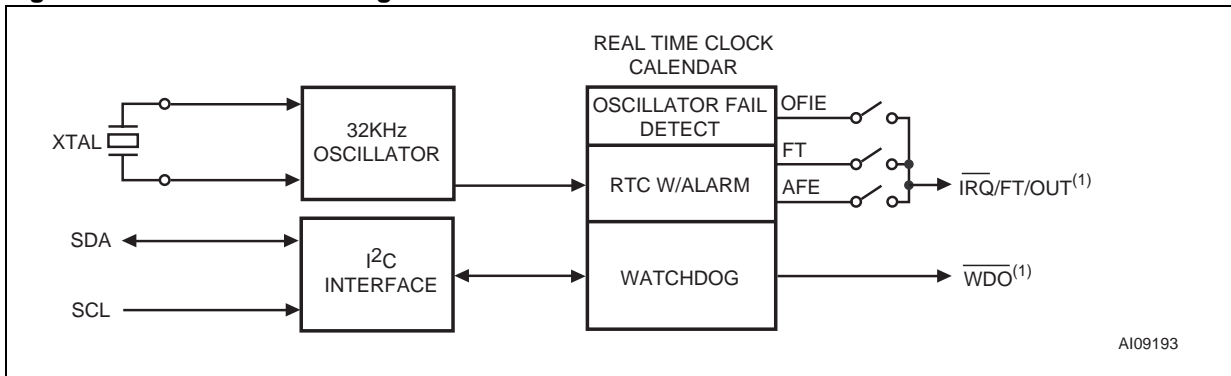 REAL TIME CLOCK
CALENDAR
XTAL
32KHz
OSCILLATOR
OSCILLATOR FAIL
DETECT
OFIE
RTC W/ALARM
FT
AFE
IRQ/FT/OUT(1)
SDA
SCL
I2C
INTERFACE
WATCHDOG
WDO(1)
AI09193